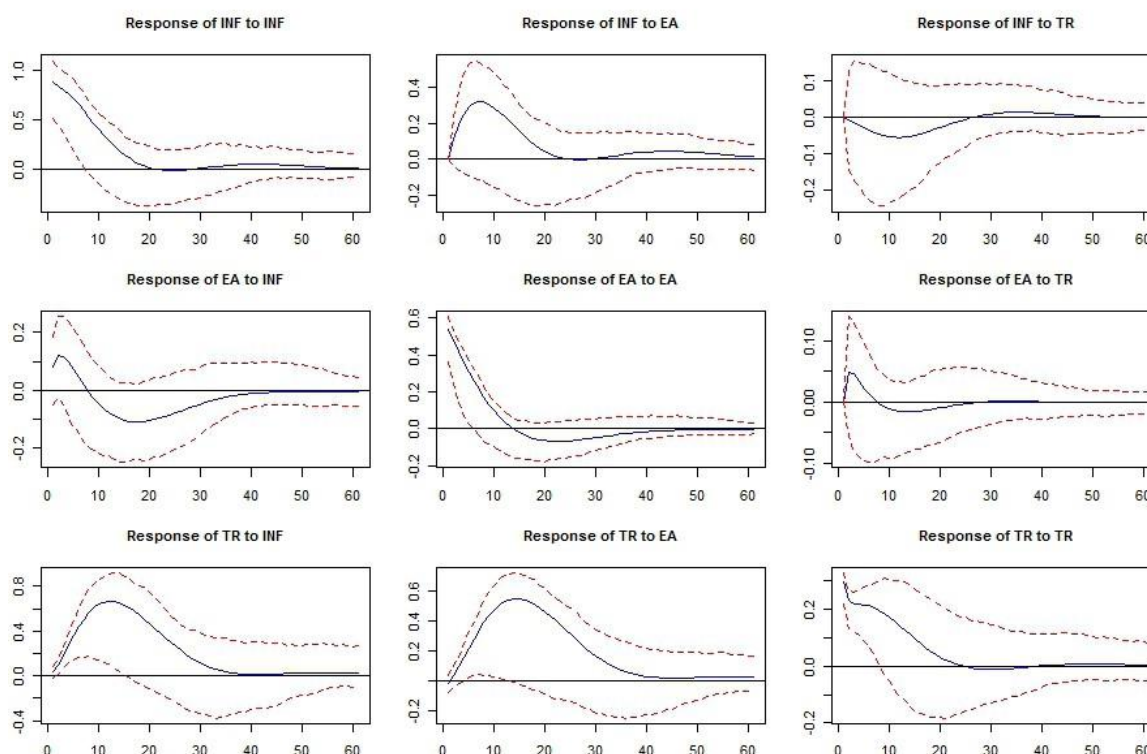 Response of INF to INF
Response of INF to EA
Response of INF to TR
1.0
0.5
0.0
0.4
0.2
0.0
-0.2
0.1
0.0
-0.1
-0.2
0 10 20 30 40 50 60
0 10 20 30 40 50 60
0 10 20 30 40 50 60
Response of EA to INF
Response of EA to EA
Response of EA to TR
0.2
0.0
-0.2
0.6
0.4
0.2
0.0
-0.2
0.10
0.00
-0.10
0 10 20 30 40 50 60
0 10 20 30 40 50 60
0 10 20 30 40 50 60
Response of TR to INF
Response of TR to EA
Response of TR to TR
0.8
0.4
0.0
-0.4
0.6
0.4
0.2
-0.2
0.2
0.0
-0.2
0 10 20 30 40 50 60
0 10 20 30 40 50 60
0 10 20 30 40 50 60